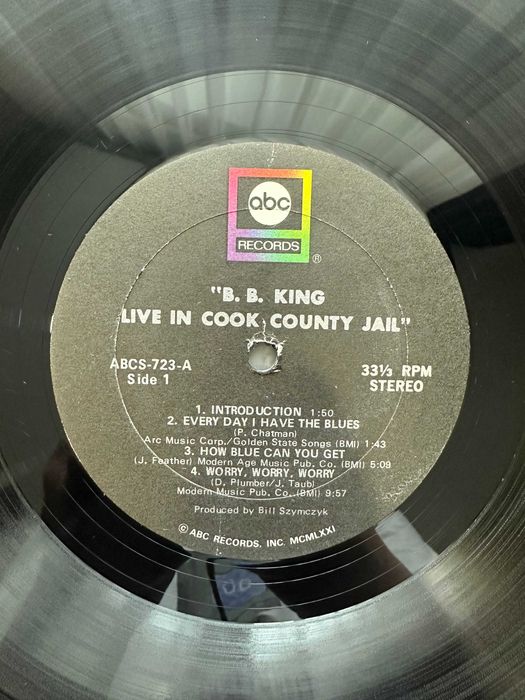 abc
RECORDS
®
"B. B. KING
LIVE IN COOK COUNTY JAIL"
ABCS-723-A
Side 1
33⅓ RPM
STEREO
1. INTRODUCTION 1:50
2. EVERY DAY I HAVE THE BLUES
(P. Chatman)
Arc Music Corp./Golden State Songs (BMI) 1:43
3. HOW BLUE CAN YOU GET
(J. Feather) Modern Age Music Pub. Co. (BMI) 5:09
4. WORRY, WORRY, WORRY
(D. Plumber/J. Taub)
Modern Music Pub. Co. (BMI) 9:57
Produced by Bill Szymczyk
© ABC RECORDS, INC. MCMLXXI